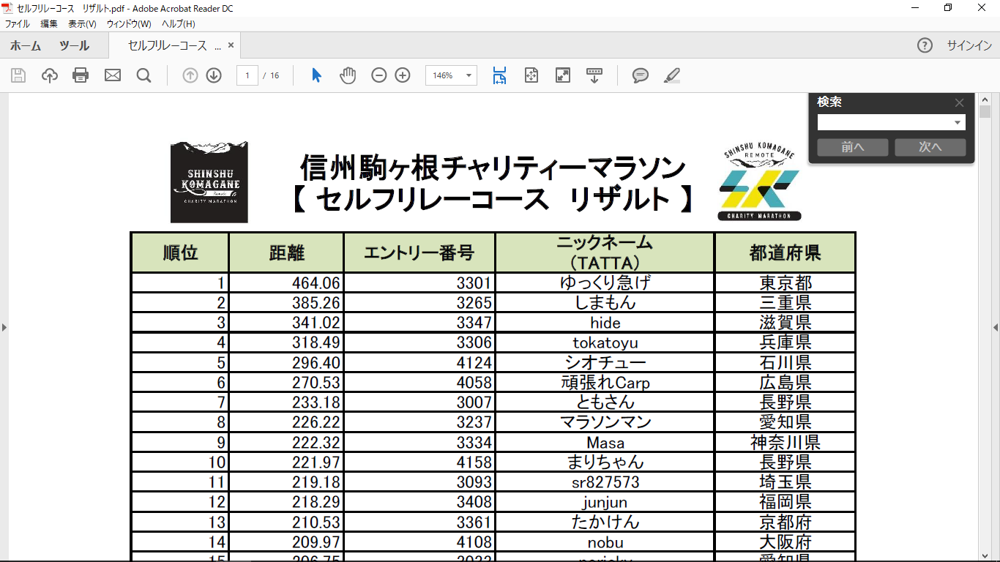 セルフリレーコース　リザルト.pdf - Adobe Acrobat Reader DC
ファイル 編集 表示(V) ウィンドウ(W) ヘルプ(H)
ホーム ツール セルフリレーコース ... × サインイン
1 / 16 146%
検索
前へ 次へ
SHINSHU
KOMAGANE
Remote
CHARITY MARATHON
信州駒ヶ根チャリティーマラソン
【 セルフリレーコース　リザルト 】
SHINSHU KOMAGANE
REMOTE
CHARITY MARATHON
順位 距離 エントリー番号 ニックネーム 都道府県
（TATTA）
1 464.06 3301 ゆっくり急げ 東京都
2 385.26 3265 しまもん 三重県
3 341.02 3347 hide 滋賀県
4 318.49 3306 tokatoyu 兵庫県
5 296.40 4124 シオチュー 石川県
6 270.53 4058 頑張れCarp 広島県
7 233.18 3007 ともさん 長野県
8 226.22 3237 マラソンマン 愛知県
9 222.32 3334 Masa 神奈川県
10 221.97 4158 まりちゃん 長野県
11 219.18 3093 sr827573 埼玉県
12 218.29 3408 junjun 福岡県
13 210.53 3361 たかけん 京都府
14 209.97 4108 nobu 大阪府